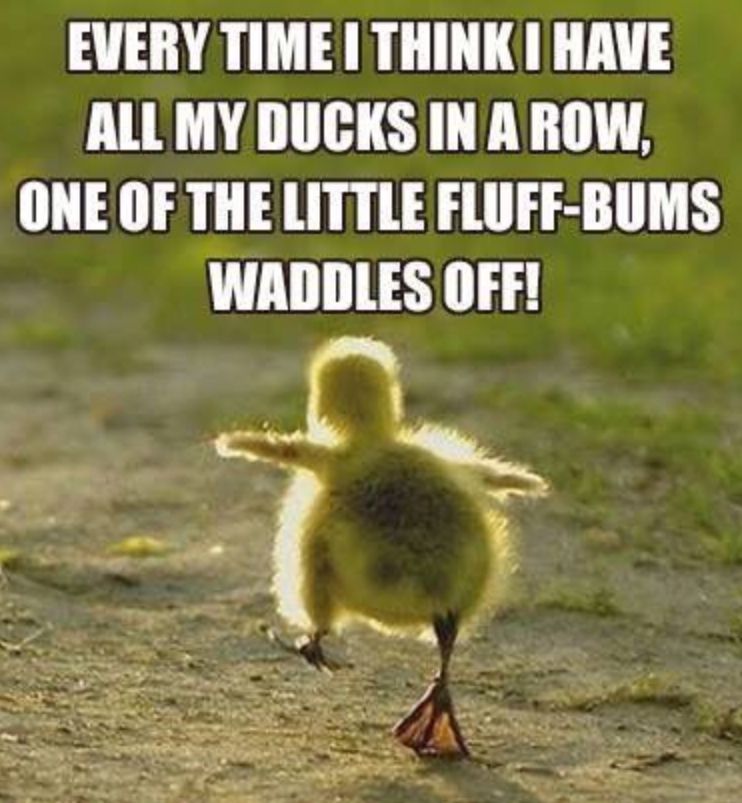 EVERY TIME I THINK I HAVE
ALL MY DUCKS IN A ROW,
ONE OF THE LITTLE FLUFF-BUMS
WADDLES OFF!